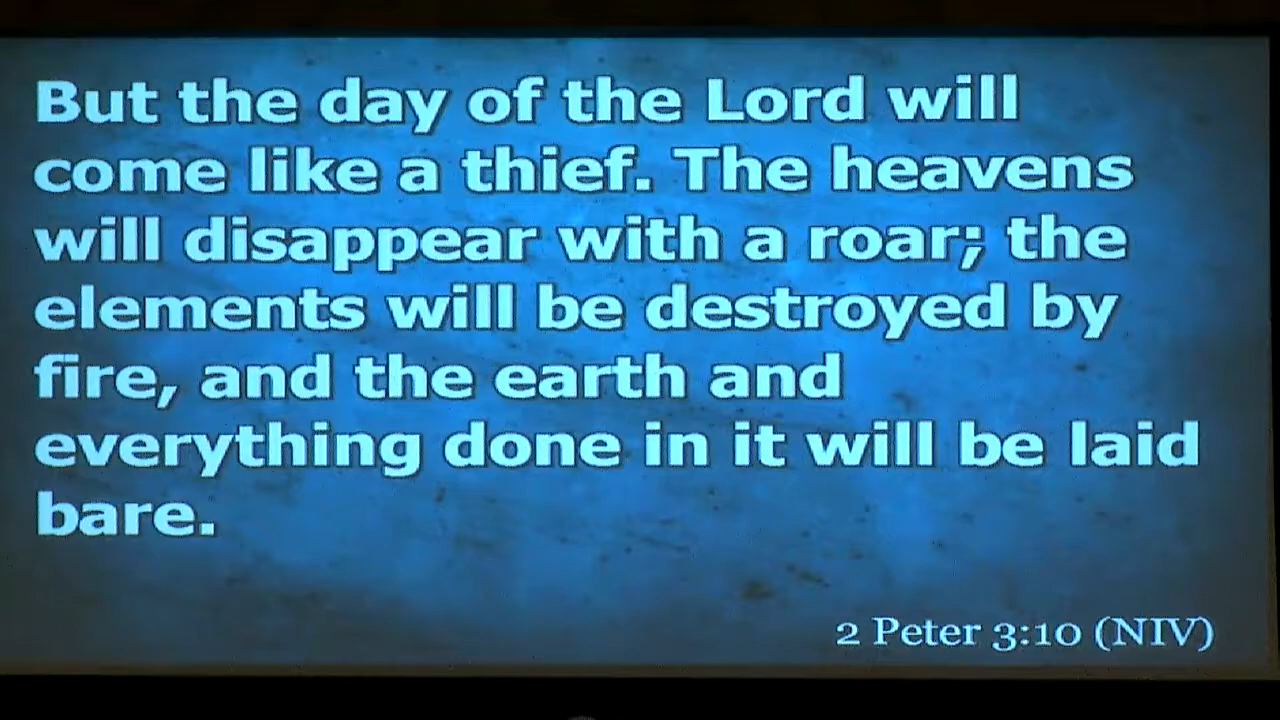 But the day of the Lord will
come like a thief. The heavens
will disappear with a roar; the
elements will be destroyed by
fire, and the earth and
everything done in it will be laid
bare.
2 Peter 3:10 (NIV)